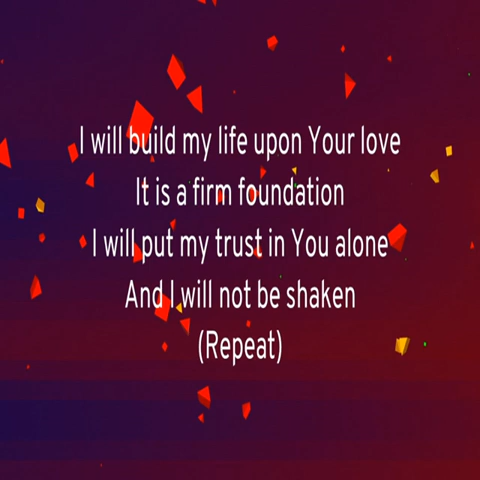 I will build my life upon Your love
It is a firm foundation
I will put my trust in You alone
And I will not be shaken
(Repeat)